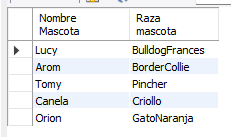 Nombre Raza
Mascota mascota
Lucy BulldogFrances
Arom BorderCollie
Tomy Pincher
Canela Criollo
Orion GatoNaranja